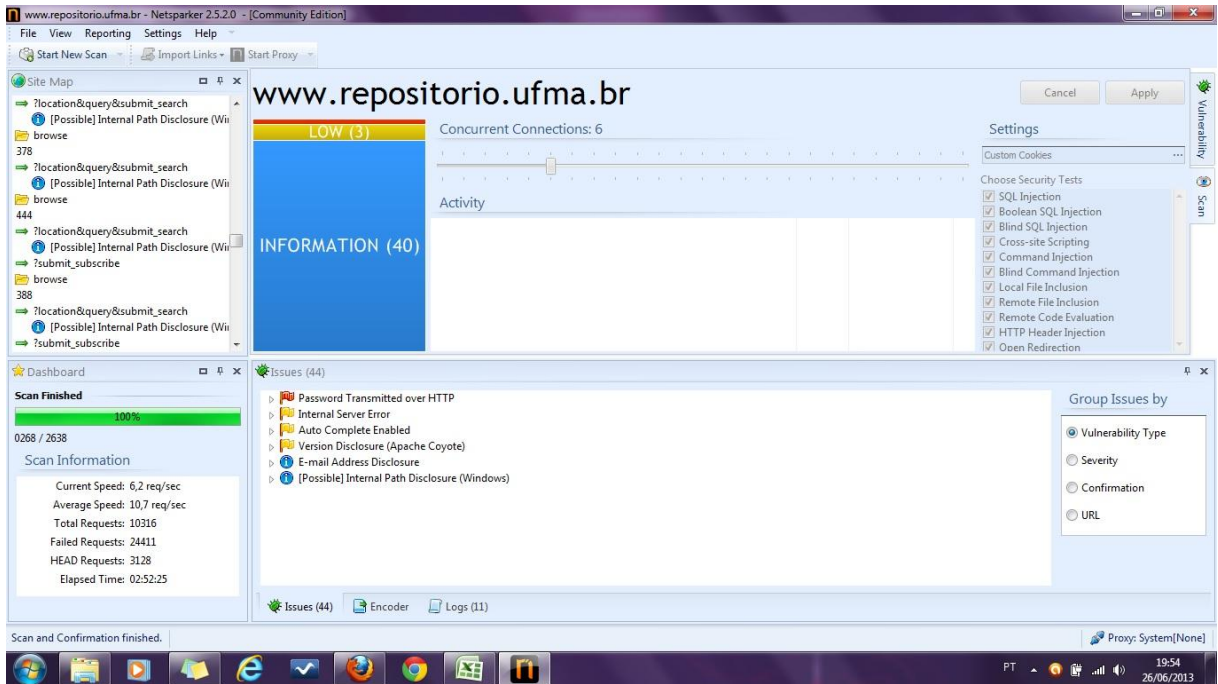 www.repositorio.ufma.br - Netsparker 2.5.2.0 - [Community Edition]
File View Reporting Settings Help
Start New Scan Import Links Start Proxy
Site Map
?location&query&submit_search
[Possible] Internal Path Disclosure (Wi
browse
378
?location&query&submit_search
[Possible] Internal Path Disclosure (Wi
browse
444
?location&query&submit_search
[Possible] Internal Path Disclosure (Wi
?submit_subscribe
browse
388
?location&query&submit_search
[Possible] Internal Path Disclosure (Wi
?submit_subscribe
www.repositorio.ufma.br
Cancel Apply
LOW (3)
INFORMATION (40)
Concurrent Connections: 6
Activity
Settings
Custom Cookies ...
Choose Security Tests
SQL Injection
Boolean SQL Injection
Blind SQL Injection
Cross-site Scripting
Command Injection
Blind Command Injection
Local File Inclusion
Remote File Inclusion
Remote Code Evaluation
HTTP Header Injection
Open Redirection
Vulnerability
Scan
Dashboard
Scan Finished
100%
0268 / 2638
Scan Information
Current Speed: 6,2 req/sec
Average Speed: 10,7 req/sec
Total Requests: 10316
Failed Requests: 24411
HEAD Requests: 3128
Elapsed Time: 02:52:25
Issues (44)
Password Transmitted over HTTP
Internal Server Error
Auto Complete Enabled
Version Disclosure (Apache Coyote)
E-mail Address Disclosure
[Possible] Internal Path Disclosure (Windows)
Group Issues by
Vulnerability Type
Severity
Confirmation
URL
Issues (44) Encoder Logs (11)
Scan and Confirmation finished.
Proxy: System[None]
PT
19:54
26/06/2013